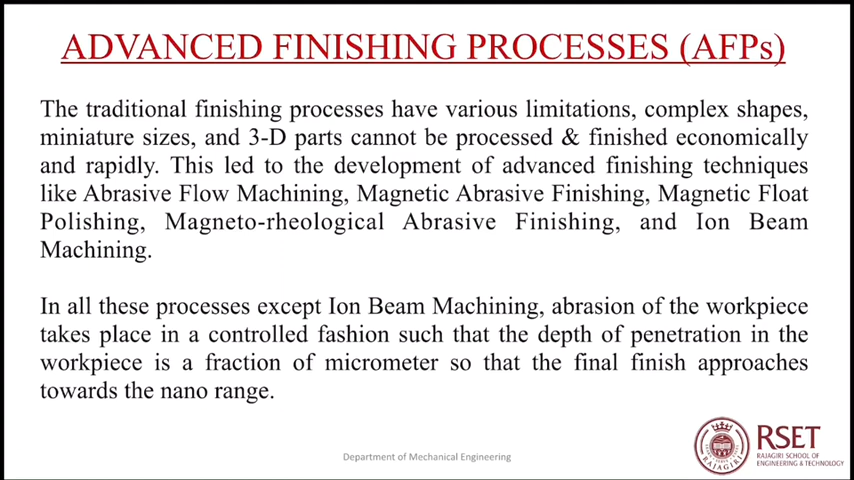 ADVANCED FINISHING PROCESSES (AFPs)
The traditional finishing processes have various limitations, complex shapes,
miniature sizes, and 3-D parts cannot be processed & finished economically
and rapidly. This led to the development of advanced finishing techniques
like Abrasive Flow Machining, Magnetic Abrasive Finishing, Magnetic Float
Polishing, Magneto-rheological Abrasive Finishing, and Ion Beam
Machining.
In all these processes except Ion Beam Machining, abrasion of the workpiece
takes place in a controlled fashion such that the depth of penetration in the
workpiece is a fraction of micrometer so that the final finish approaches
towards the nano range.
Department of Mechanical Engineering
RAJAGIRI
RSET
RAJAGIRI SCHOOL OF
ENGINEERING & TECHNOLOGY